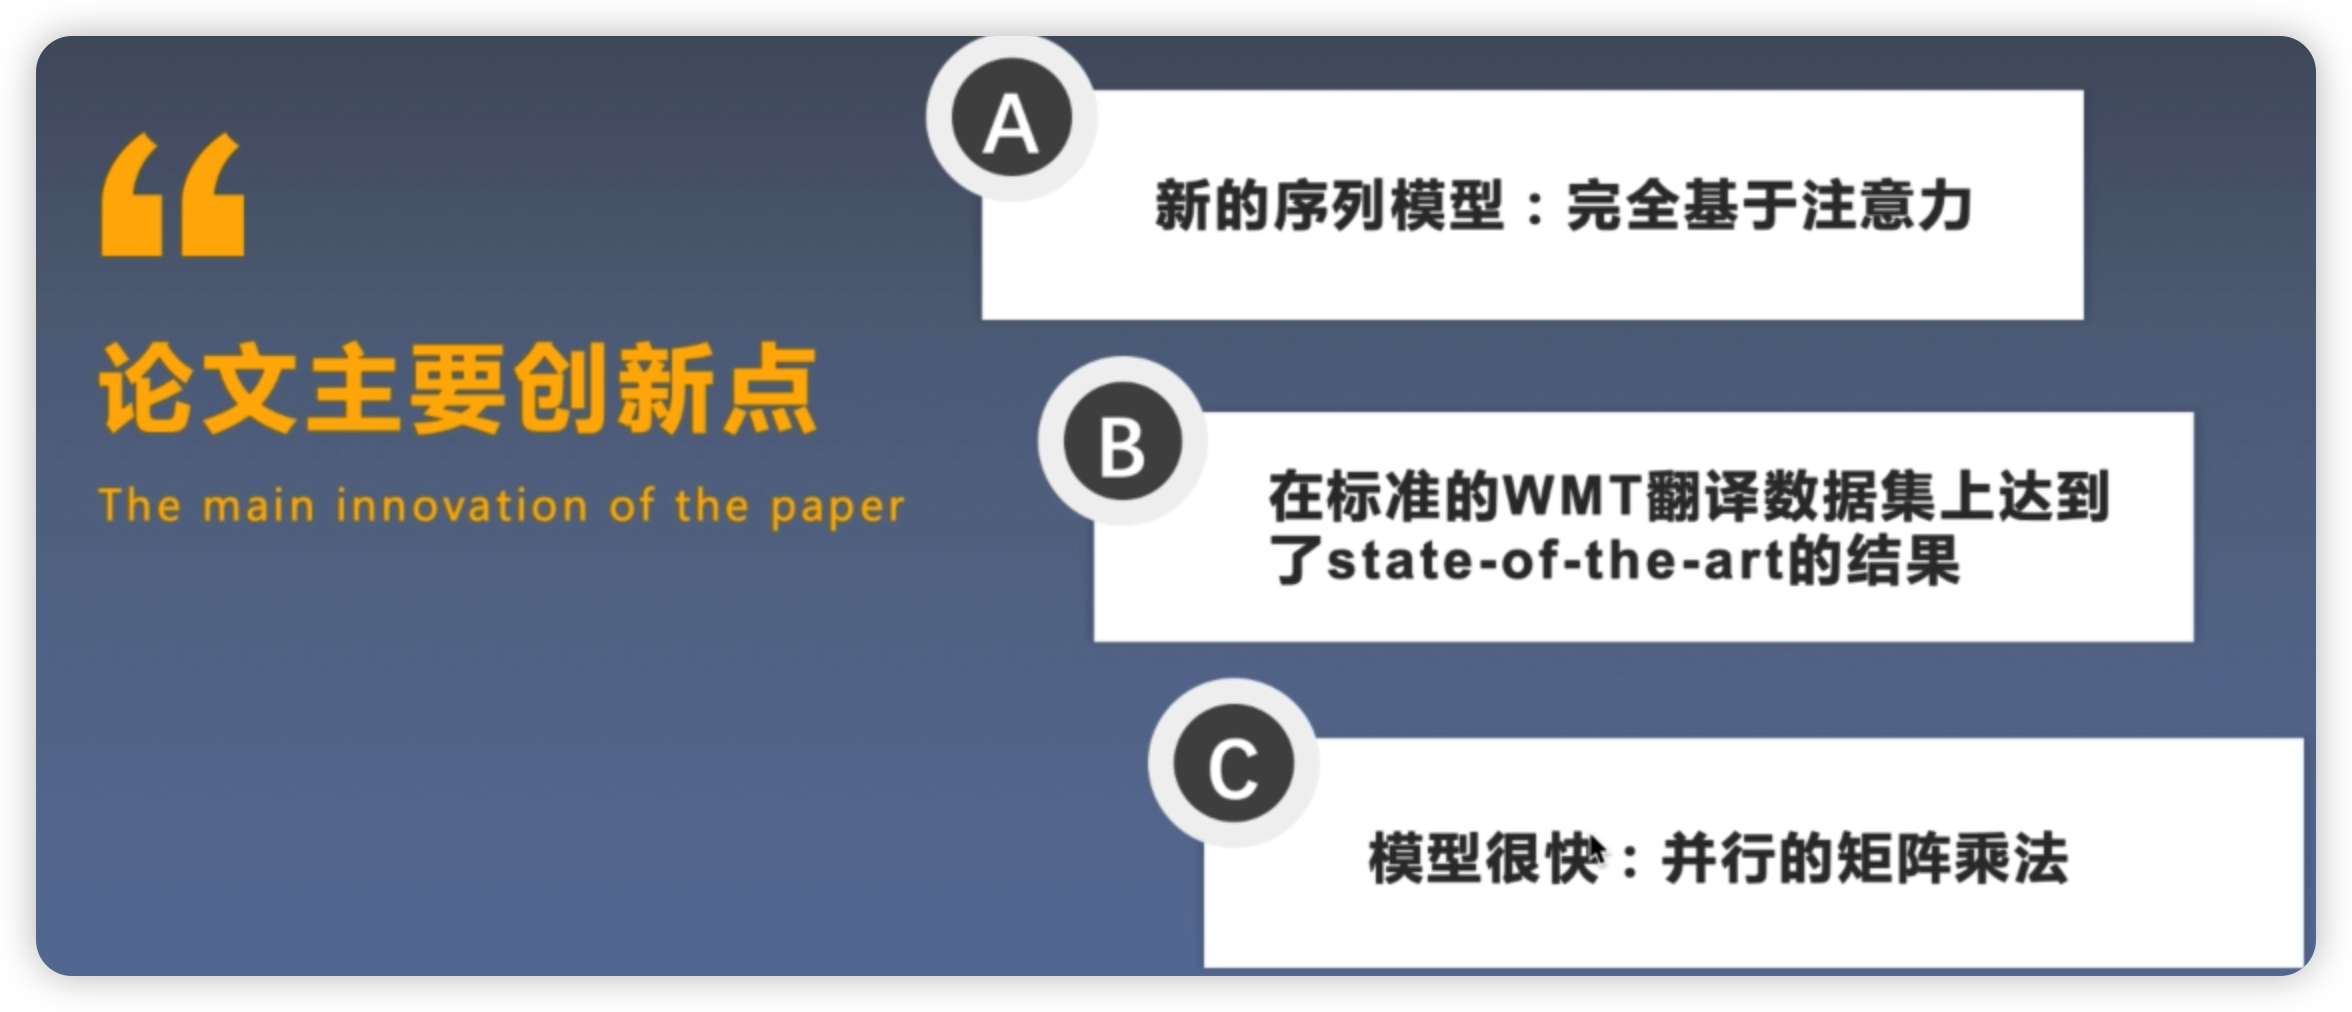 论文主要创新点
The main innovation of the paper
A
新的序列模型：完全基于注意力
B
在标准的WMT翻译数据集上达到
了state-of-the-art的结果
C
模型很快：并行的矩阵乘法